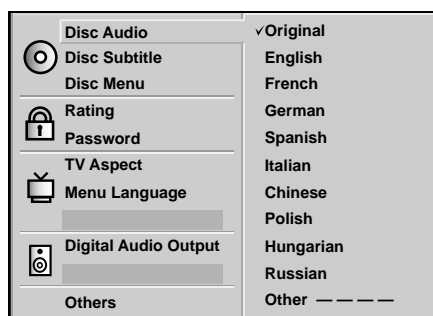 Disc Audio
Disc Subtitle
Disc Menu
Rating
Password
TV Aspect
Menu Language
Digital Audio Output
Others
✓Original
English
French
German
Spanish
Italian
Chinese
Polish
Hungarian
Russian
Other — — — —